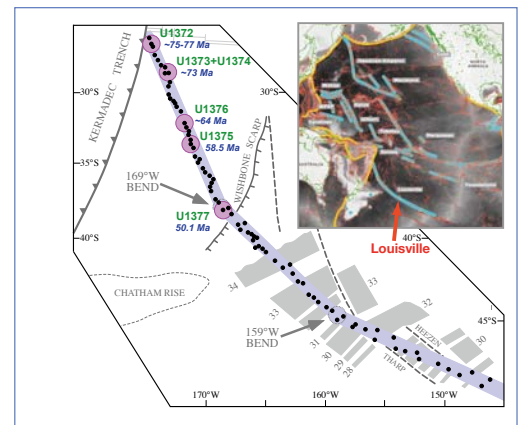 U1372
~75-77 Ma
U1373+U1374
~73 Ma
U1376
~64 Ma
U1375
58.5 Ma
U1377
50.1 Ma
KERMADEC TRENCH
30°S
30°S
35°S
40°S
40°S
45°S
169°W
BEND
WISHBONE SCARP
CHATHAM RISE
159°W
BEND
34
33
31
30
29
28
33
32
30
HEEZEN
THARP
170°W
160°W
150°W
Louisville